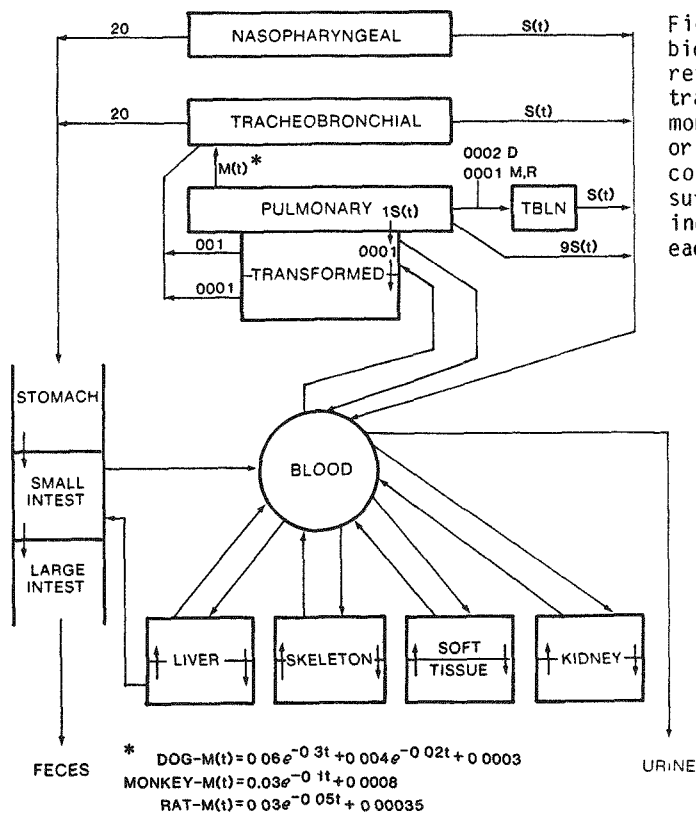 20
NASOPHARYNGEAL
S(t)
20
TRACHEOBRONCHIAL
S(t)
M(t)*
0002 D
0001 M,R
PULMONARY
1S(t)
TBLN
S(t)
001
0001
9S(t)
TRANSFORMED
0001
STOMACH
SMALL
INTEST
LARGE
INTEST
BLOOD
LIVER
SKELETON
SOFT
TISSUE
KIDNEY
FECES
URINE
* DOG-M(t)=0 06e^-0 3t +0 004e^-0 02t + 0 0003
MONKEY-M(t)=0.03e^-0 1t +0 0008
RAT-M(t)=0 03e^-0 05t + 0 00035
or